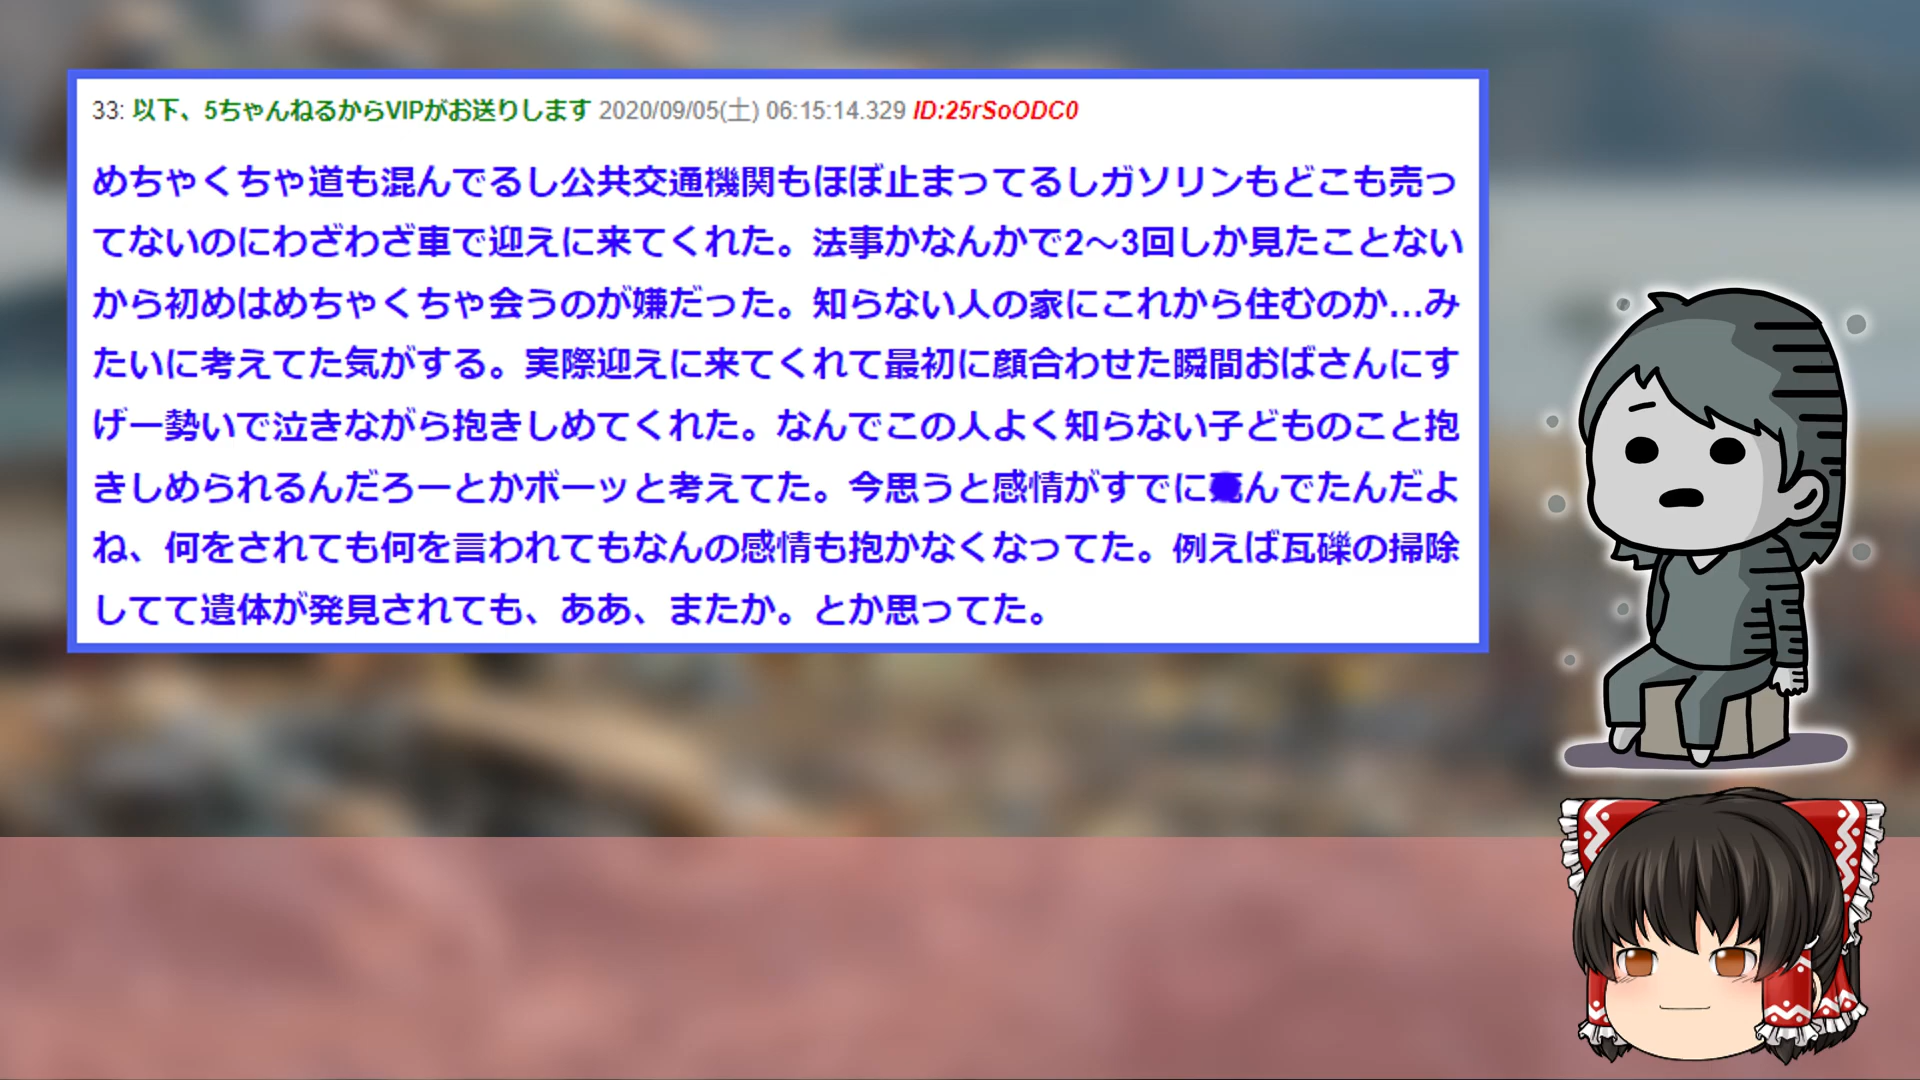 33: 以下、5ちゃんねるからVIPがお送りします 2020/09/05(土) 06:15:14.329 ID:25rSoODC0
めちゃくちゃ道も混んでるし公共交通機関もほぼ止まってるしガソリンもどこも売っ
てないのにわざわざ車で迎えに来てくれた。法事かなんかで2～3回しか見たことない
から初めはめちゃくちゃ会うのが嫌だった。知らない人の家にこれから住むのか…み
たいに考えてた気がする。実際迎えに来てくれて最初に顔合わせた瞬間おばさんにす
げー勢いで泣きながら抱きしめてくれた。なんでこの人よく知らない子どものこと抱
きしめられるんだろーとかボーッと考えてた。今思うと感情がすでに んでたんだよ
ね、何をされても何を言われてもなんの感情も抱かなくなってた。例えば瓦礫の掃除
してて遺体が発見されても、ああ、またか。とか思ってた。